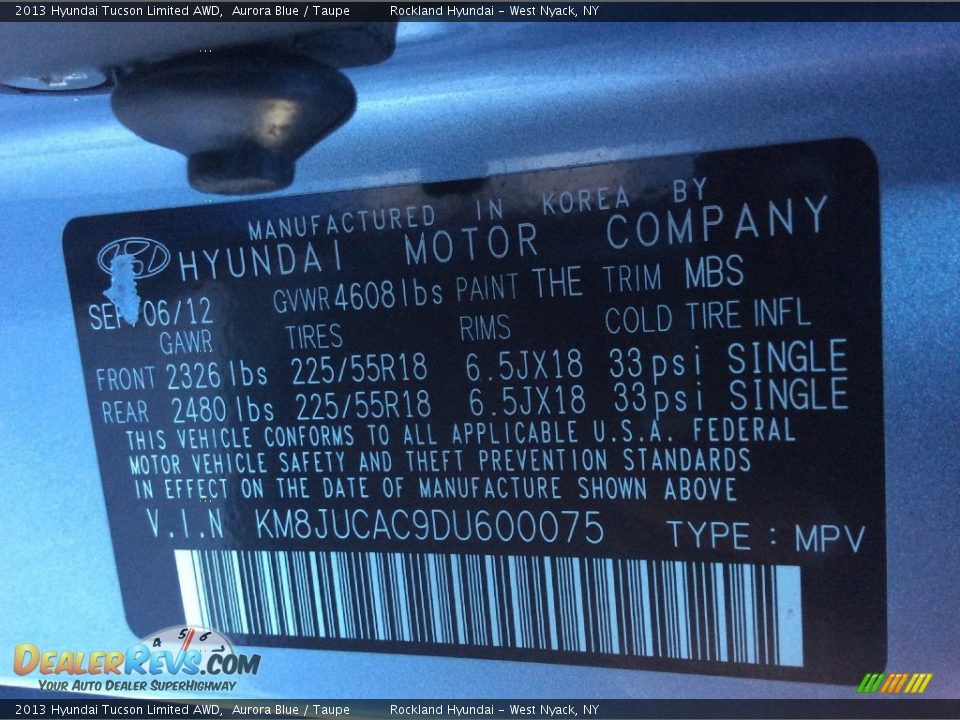 2013 Hyundai Tucson Limited AWD, Aurora Blue / Taupe Rockland Hyundai - West Nyack, NY
MANUFACTURED IN KOREA BY
HYUNDAI MOTOR COMPANY
06/12 GVWR 4608lbs PAINT THE TRIM MBS
GAWR TIRES RIMS COLD TIRE INFL
FRONT 2326 lbs 225/55R18 6.5JX18 33psi SINGLE
REAR 2480 lbs 225/55R18 6.5JX18 33psi SINGLE
THIS VEHICLE CONFORMS TO ALL APPLICABLE U.S.A. FEDERAL
MOTOR VEHICLE SAFETY AND THEFT PREVENTION STANDARDS
IN EFFECT ON THE DATE OF MANUFACTURE SHOWN ABOVE
V.I.N KM8JUCAC9DU600075 TYPE : MPV
4 5 6
DEALERREVS.COM
YOUR AUTO DEALER SUPERHIGHWAY
2013 Hyundai Tucson Limited AWD, Aurora Blue / Taupe Rockland Hyundai - West Nyack, NY